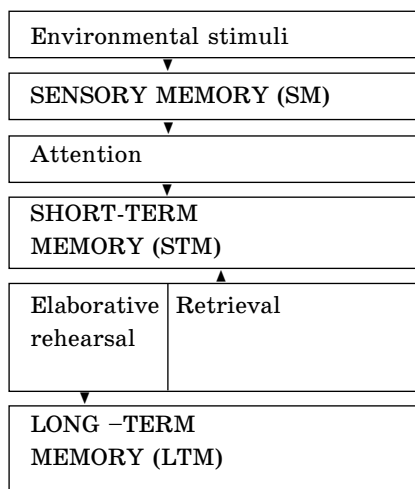 Environmental stimuli
SENSORY MEMORY (SM)
Attention
SHORT-TERM
MEMORY (STM)
Elaborative
rehearsal
Retrieval
LONG –TERM
MEMORY (LTM)